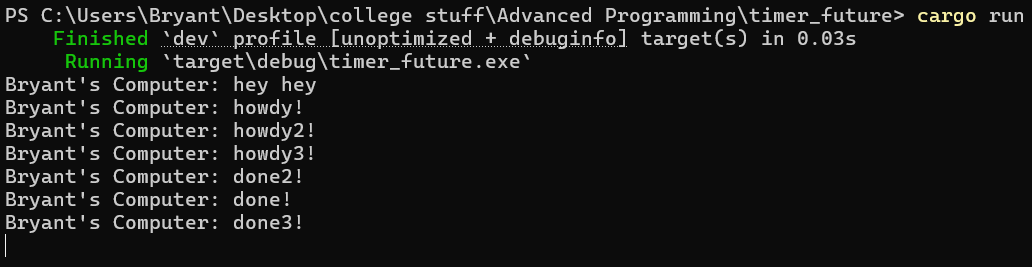 PS C:\Users\Bryant\Desktop\college stuff\Advanced Programming\timer_future> cargo run
    Finished `dev` profile [unoptimized + debuginfo] target(s) in 0.03s
     Running `target\debug\timer_future.exe`
Bryant's Computer: hey hey
Bryant's Computer: howdy!
Bryant's Computer: howdy2!
Bryant's Computer: howdy3!
Bryant's Computer: done2!
Bryant's Computer: done!
Bryant's Computer: done3!